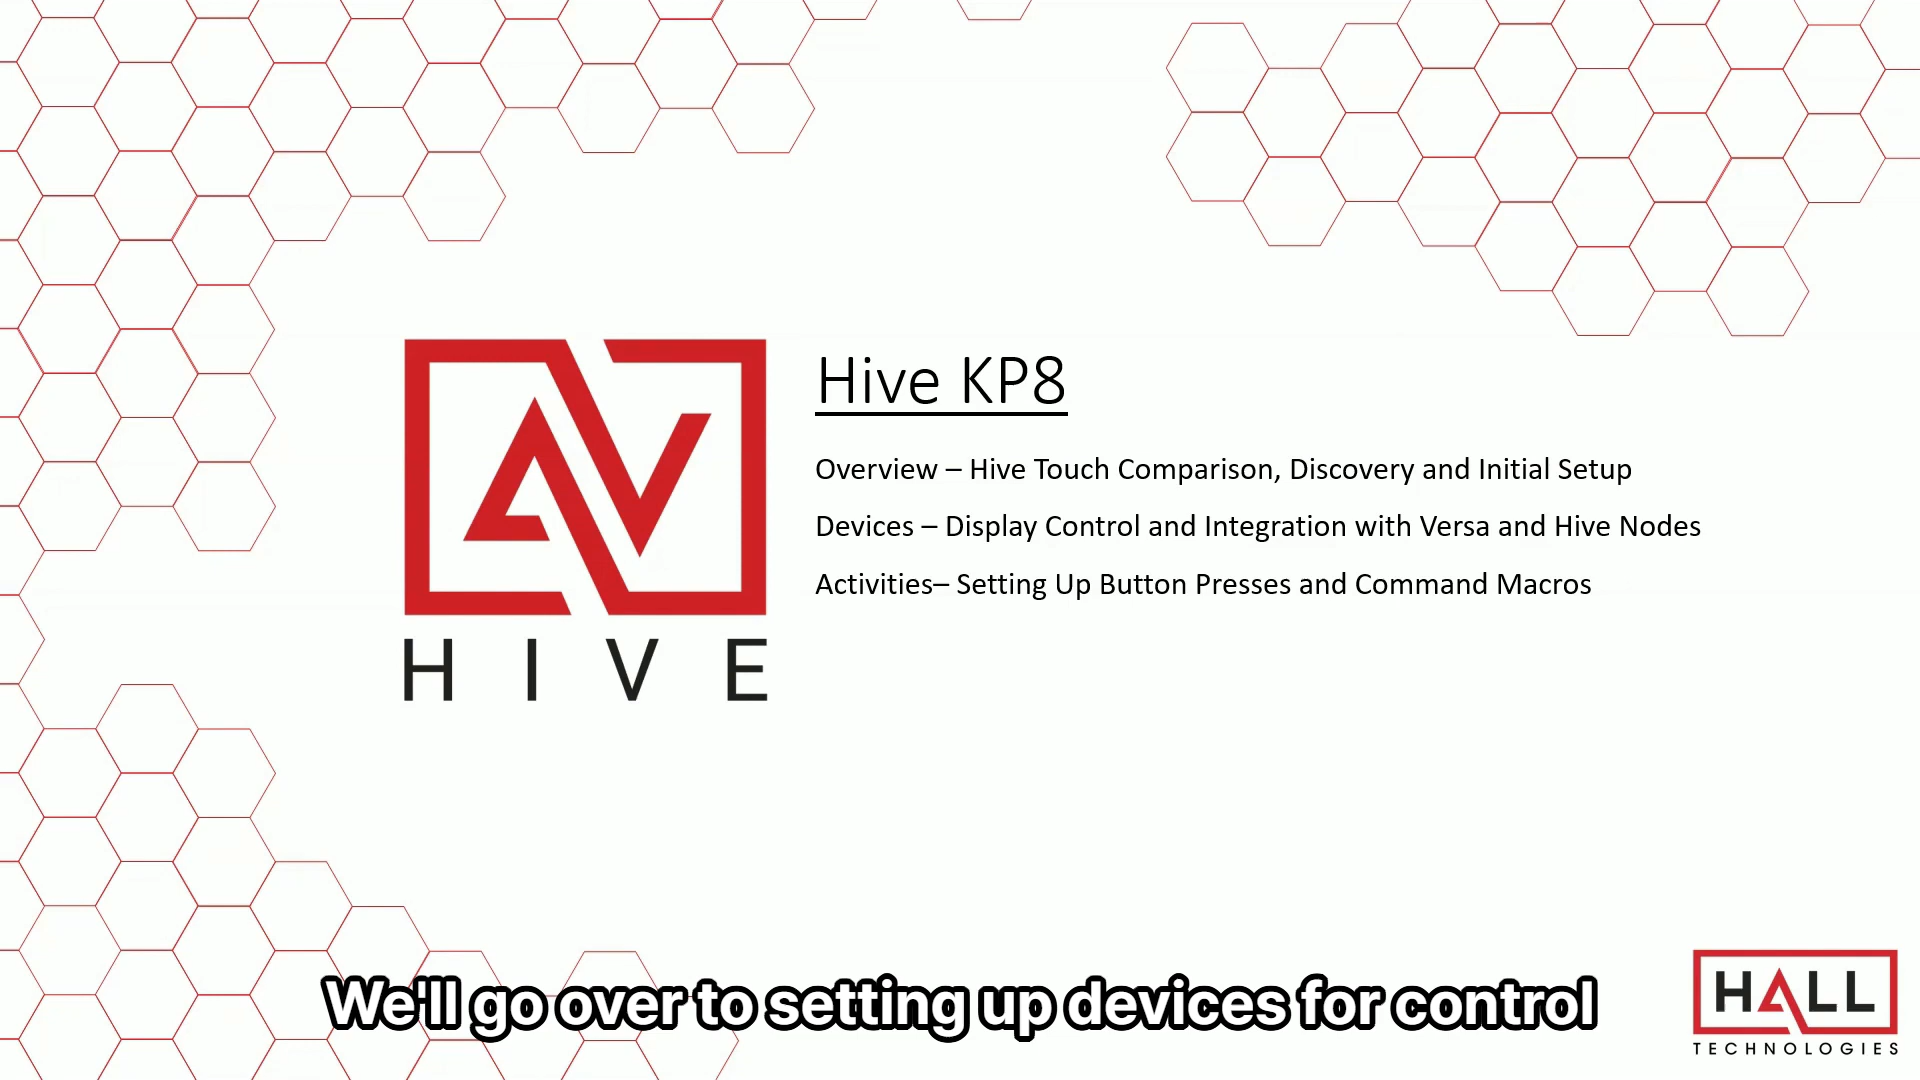 Hive KP8
Overview – Hive Touch Comparison, Discovery and Initial Setup
Devices – Display Control and Integration with Versa and Hive Nodes
Activities– Setting Up Button Presses and Command Macros
AV
HIVE
We'll go over to setting up devices for control
HALL
TECHNOLOGIES